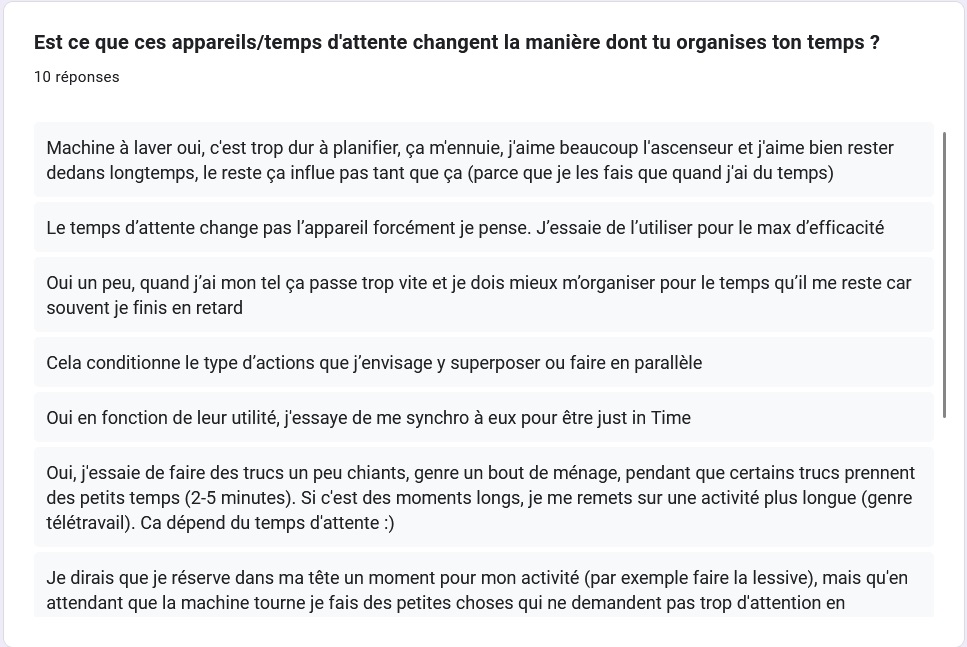 Est ce que ces appareils/temps d'attente changent la manière dont tu organises ton temps ?
10 réponses
Machine à laver oui, c'est trop dur à planifier, ça m'ennuie, j'aime beaucoup l'ascenseur et j'aime bien rester
dedans longtemps, le reste ça influe pas tant que ça (parce que je les fais que quand j'ai du temps)
Le temps d’attente change pas l’appareil forcément je pense. J’essaie de l’utiliser pour le max d’efficacité
Oui un peu, quand j’ai mon tel ça passe trop vite et je dois mieux m’organiser pour le temps qu’il me reste car
souvent je finis en retard
Cela conditionne le type d’actions que j’envisage y superposer ou faire en parallèle
Oui en fonction de leur utilité, j'essaye de me synchro à eux pour être just in Time
Oui, j'essaie de faire des trucs un peu chiants, genre un bout de ménage, pendant que certains trucs prennent
des petits temps (2-5 minutes). Si c'est des moments longs, je me remets sur une activité plus longue (genre
télétravail). Ca dépend du temps d'attente :)
Je dirais que je réserve dans ma tête un moment pour mon activité (par exemple faire la lessive), mais qu'en
attendant que la machine tourne je fais des petites choses qui ne demandent pas trop d'attention en